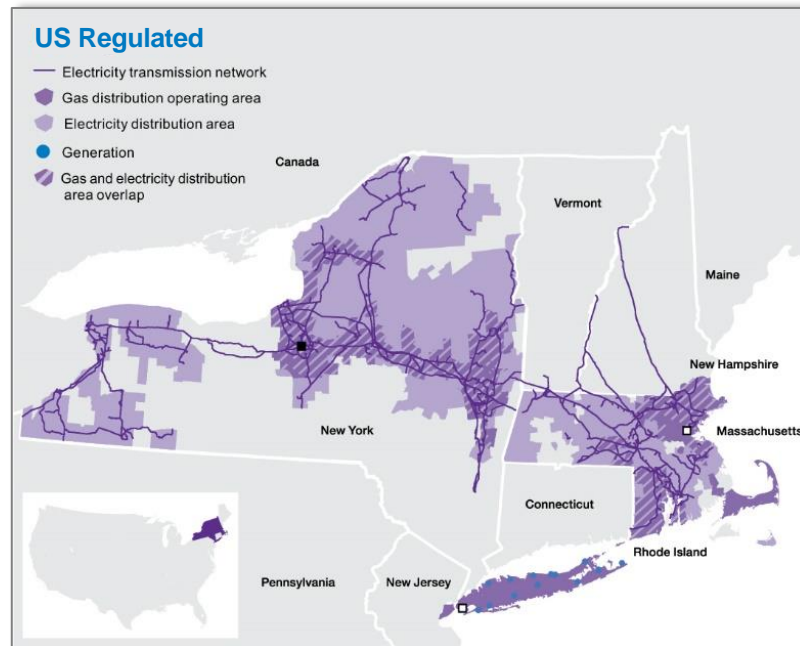 US Regulated
Electricity transmission network
Gas distribution operating area
Electricity distribution area
Generation
Gas and electricity distribution
area overlap
Canada
Vermont
Maine
New Hampshire
New York
Massachusetts
Connecticut
Rhode Island
Pennsylvania
New Jersey